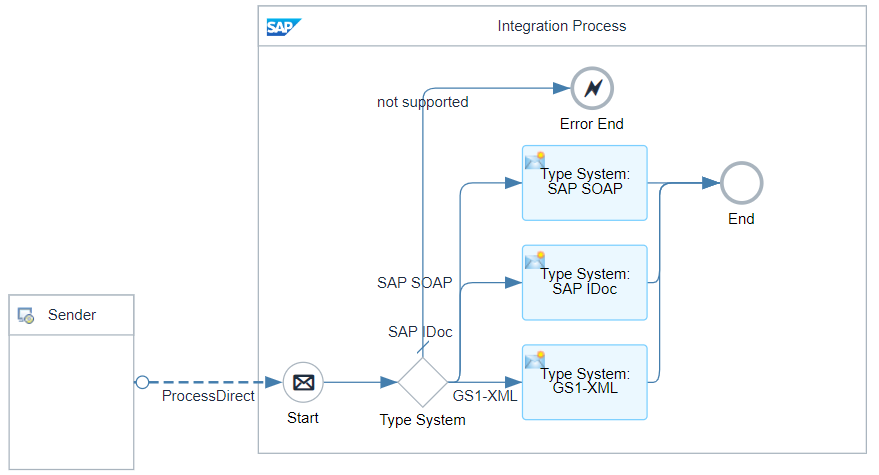 SAP
Integration Process
not supported
Error End
Type System:
SAP SOAP
End
SAP SOAP
Type System:
SAP IDoc
Sender
SAP IDoc
Type System:
GS1-XML
ProcessDirect
GS1-XML
Start
Type System